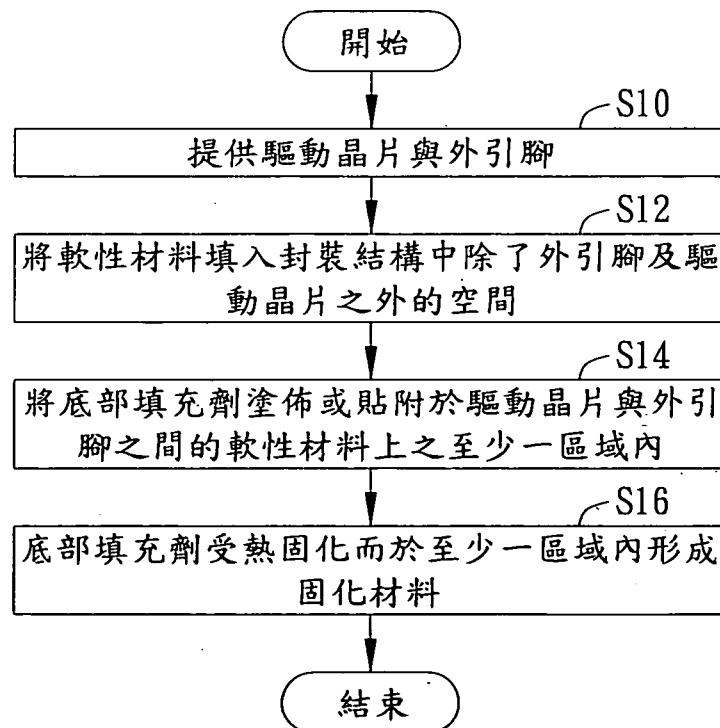 開始
S10
提供驅動晶片與外引腳
S12
將軟性材料填入封裝結構中除了外引腳及驅
動晶片之外的空間
S14
將底部填充劑塗佈或貼附於驅動晶片與外引
腳之間的軟性材料上之至少一區域內
S16
底部填充劑受熱固化而於至少一區域內形成
固化材料
結束